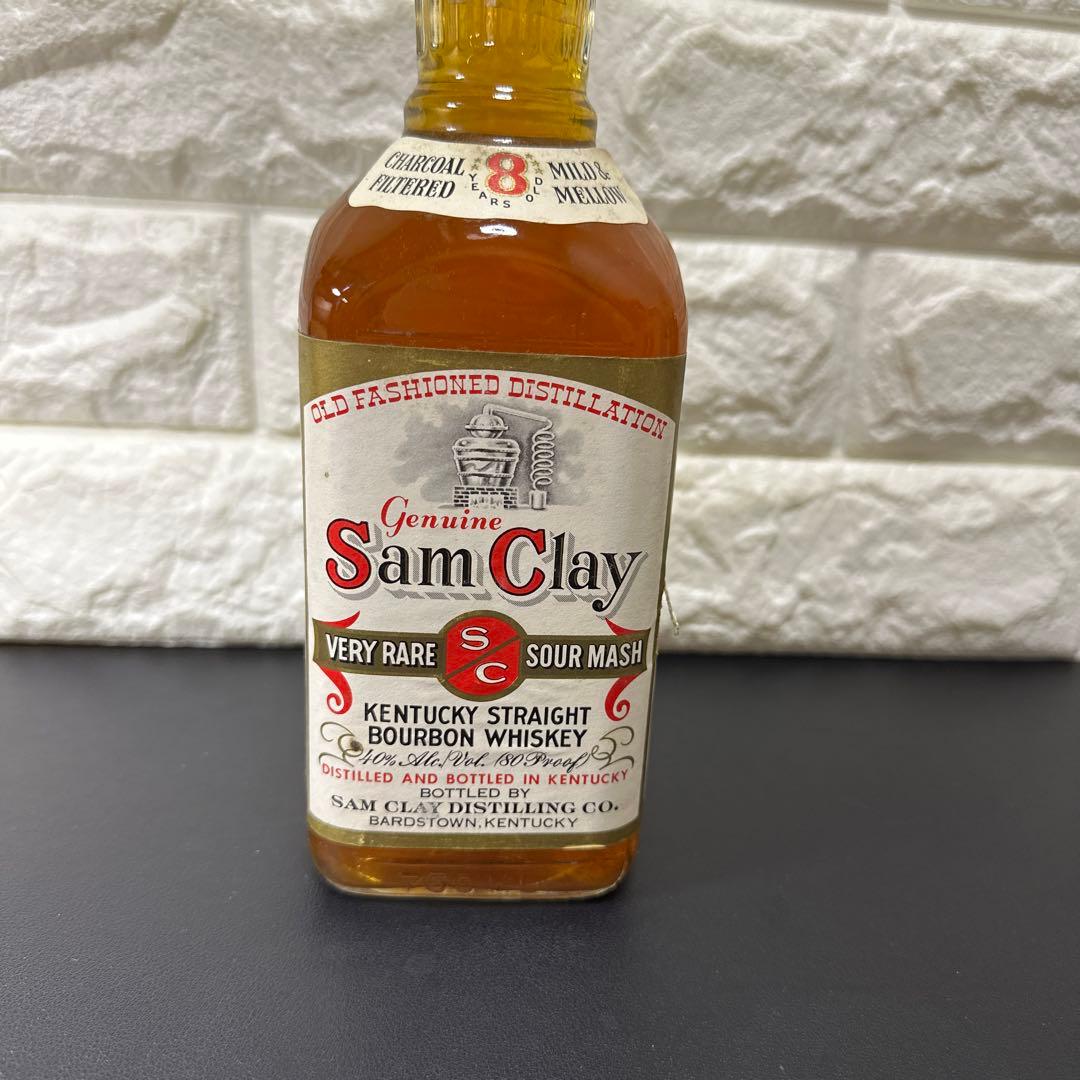 CHARCOAL FILTERED
8 YEARS OLD
MILD & MELLOW
OLD FASHIONED DISTILLATION
Genuine
Sam Clay
VERY RARE S/C SOUR MASH
KENTUCKY STRAIGHT
BOURBON WHISKEY
40% Alc./Vol. (80 Proof)
DISTILLED AND BOTTLED IN KENTUCKY
BOTTLED BY
SAM CLAY DISTILLING CO.
BARDSTOWN, KENTUCKY
750 ML